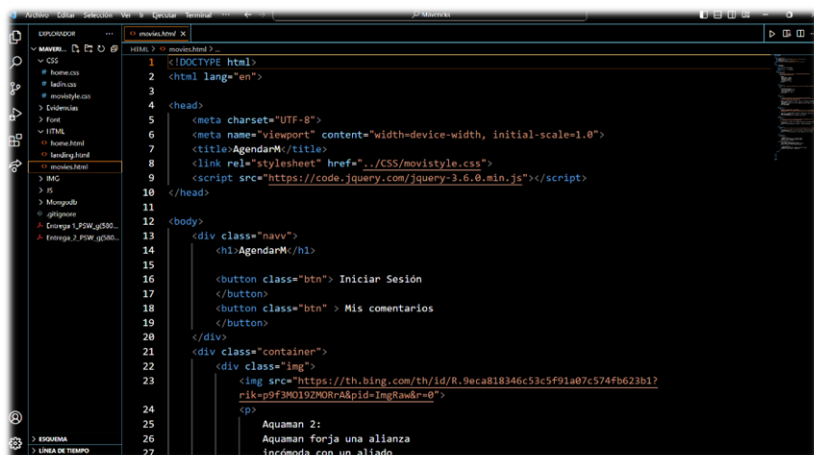 Archivo Editar Selección Ver Ir Ejecutar Terminal ... Mavericks
EXPLORADOR ...
MAVERI...
CSS
home.css
ladin.css
movistyle.css
Evidencias
Font
HTML
home.html
landing.html
movies.html
IMG
JS
Mongodb
.gitignore
Entrega 1_PSW_g(580...
Entrega_2_PSW_g(580...
ESQUEMA
LÍNEA DE TIEMPO
movies.html X
HTML > movies.html > ...
1 <!DOCTYPE html>
2 <html lang="en">
3
4 <head>
5 <meta charset="UTF-8">
6 <meta name="viewport" content="width=device-width, initial-scale=1.0">
7 <title>AgendarM</title>
8 <link rel="stylesheet" href="../CSS/movistyle.css">
9 <script src="https://code.jquery.com/jquery-3.6.0.min.js"></script>
10 </head>
11
12 <body>
13 <div class="navv">
14 <h1>AgendarM</h1>
15
16 <button class="btn"> Iniciar Sesión
17 </button>
18 <button class="btn" > Mis comentarios
19 </button>
20 </div>
21 <div class="container">
22 <div class="img">
23 <img src="https://th.bing.com/th/id/R.9eca818346c53c5f91a07c574fb623b1?
rik=p9f3MO19ZMORrA&pid=ImgRaw&r=0">
24 <p>
25 Aquaman 2:
26 Aquaman forja una alianza
27 incómoda con un aliado